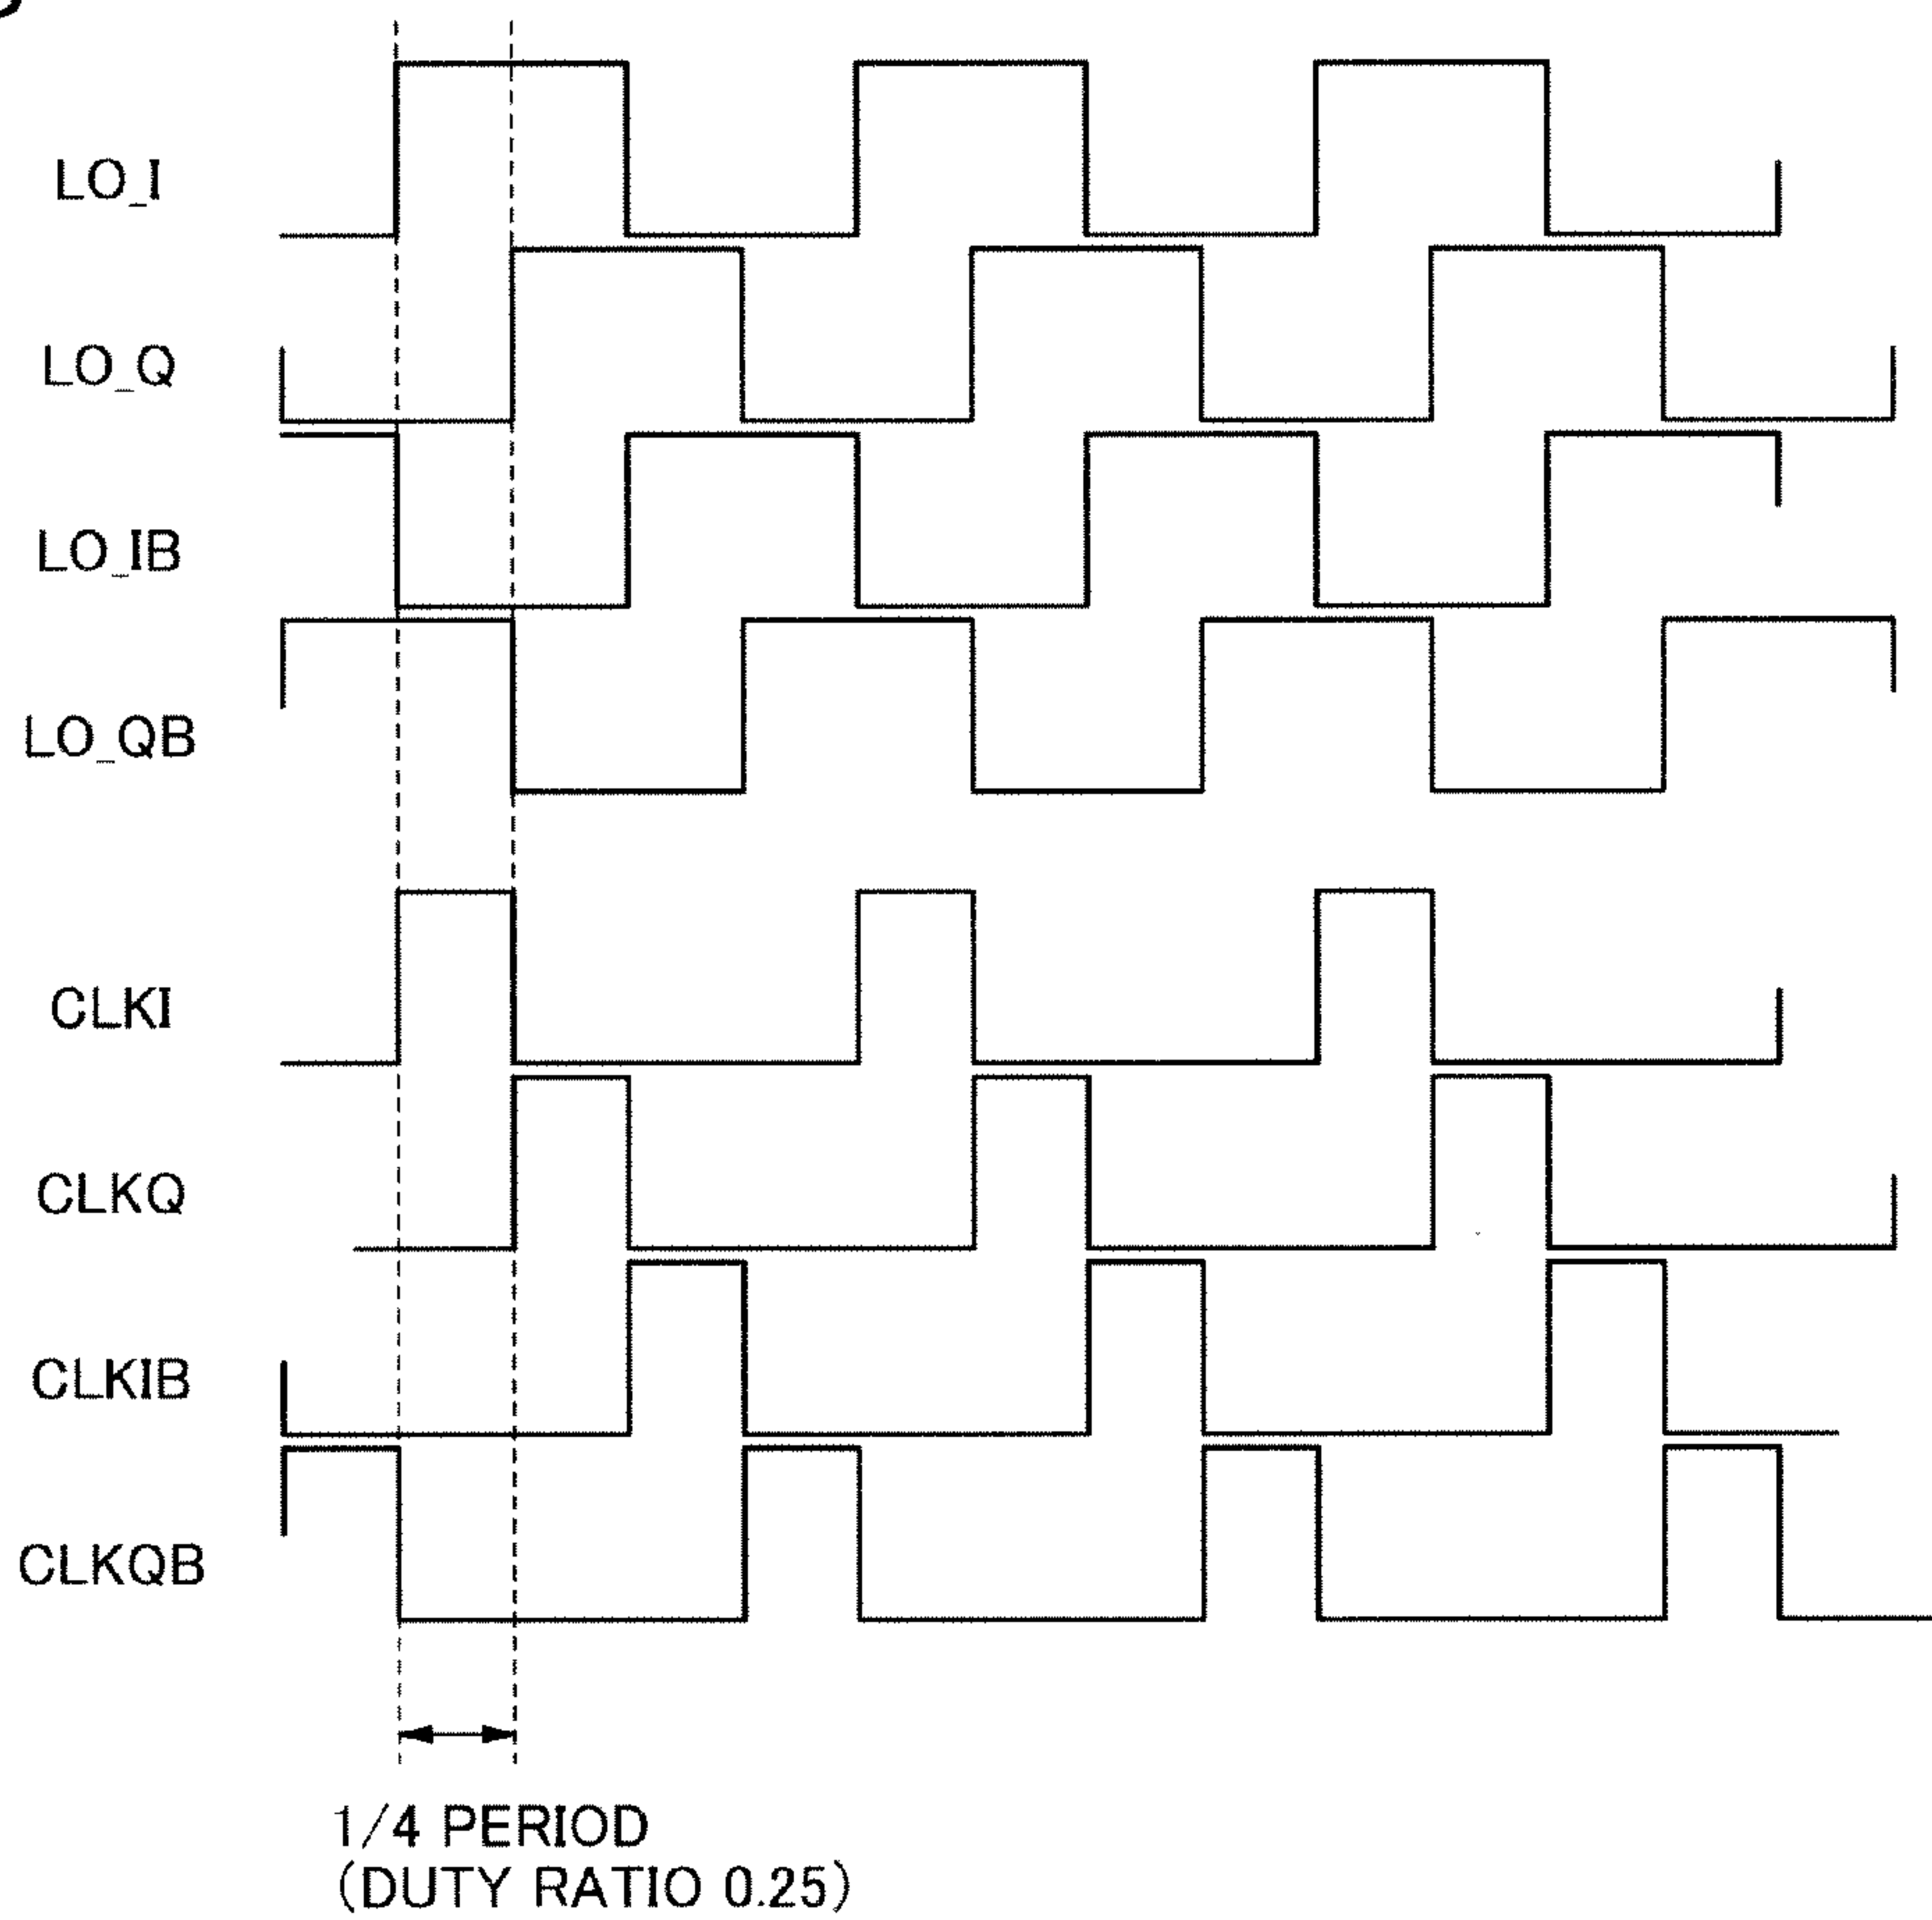 LO_I
LO_Q
LO_IB
LO_QB
CLKI
CLKQ
CLKIB
CLKQB
1/4 PERIOD
(DUTY RATIO 0.25)